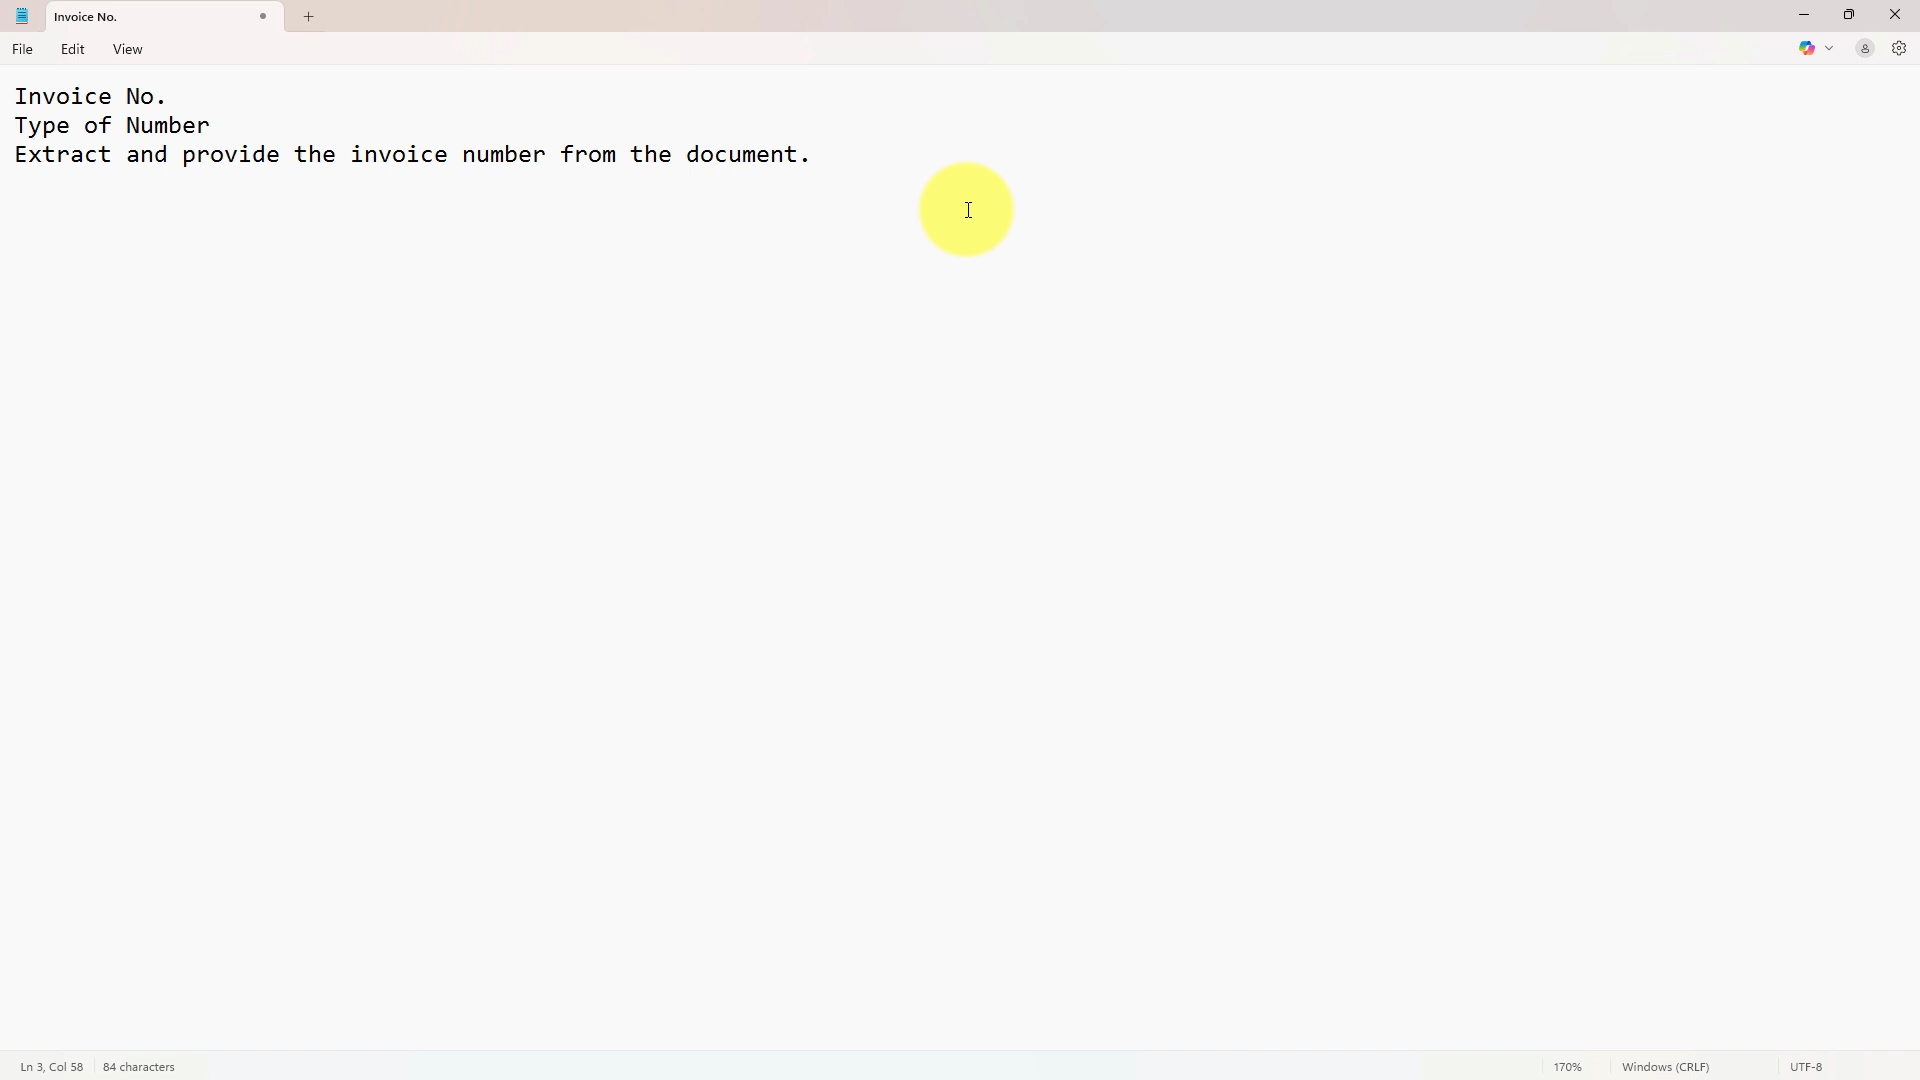 Invoice No.
File Edit View
Invoice No.
Type of Number
Extract and provide the invoice number from the document.
Ln 3, Col 58 84 characters 170% Windows (CRLF) UTF-8